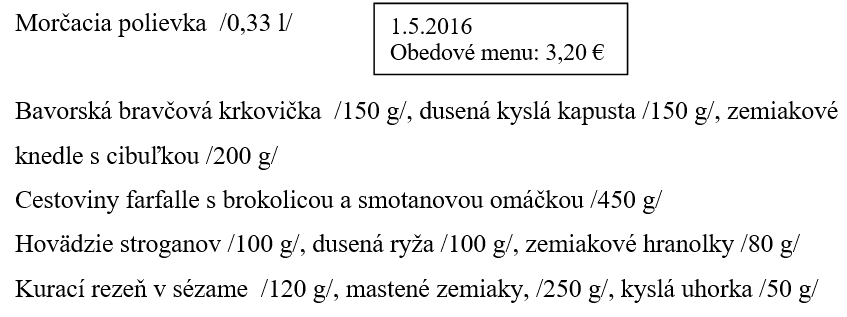 Morčacia polievka /0,33 l/
1.5.2016
Obedové menu: 3,20 €
Bavorská bravčová krkovička /150 g/, dusená kyslá kapusta /150 g/, zemiakové
knedle s cibuľkou /200 g/
Cestoviny farfalle s brokolicou a smotanovou omáčkou /450 g/
Hovädzie stroganov /100 g/, dusená ryža /100 g/, zemiakové hranolky /80 g/
Kurací rezeň v sézame /120 g/, mastené zemiaky, /250 g/, kyslá uhorka /50 g/